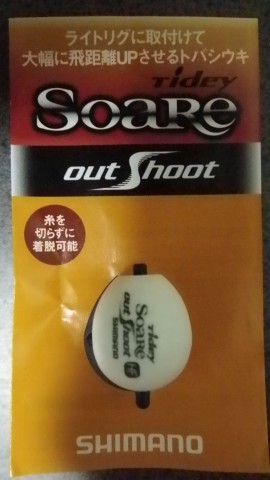 ライトリグに取付けて
大幅に飛距離UPさせるトバシウキ
Tidey
SOARE
out Shoot
糸を
切らずに
着脱可能
Tidey
SOARE
out Shoot
SHIMANO
SHIMANO